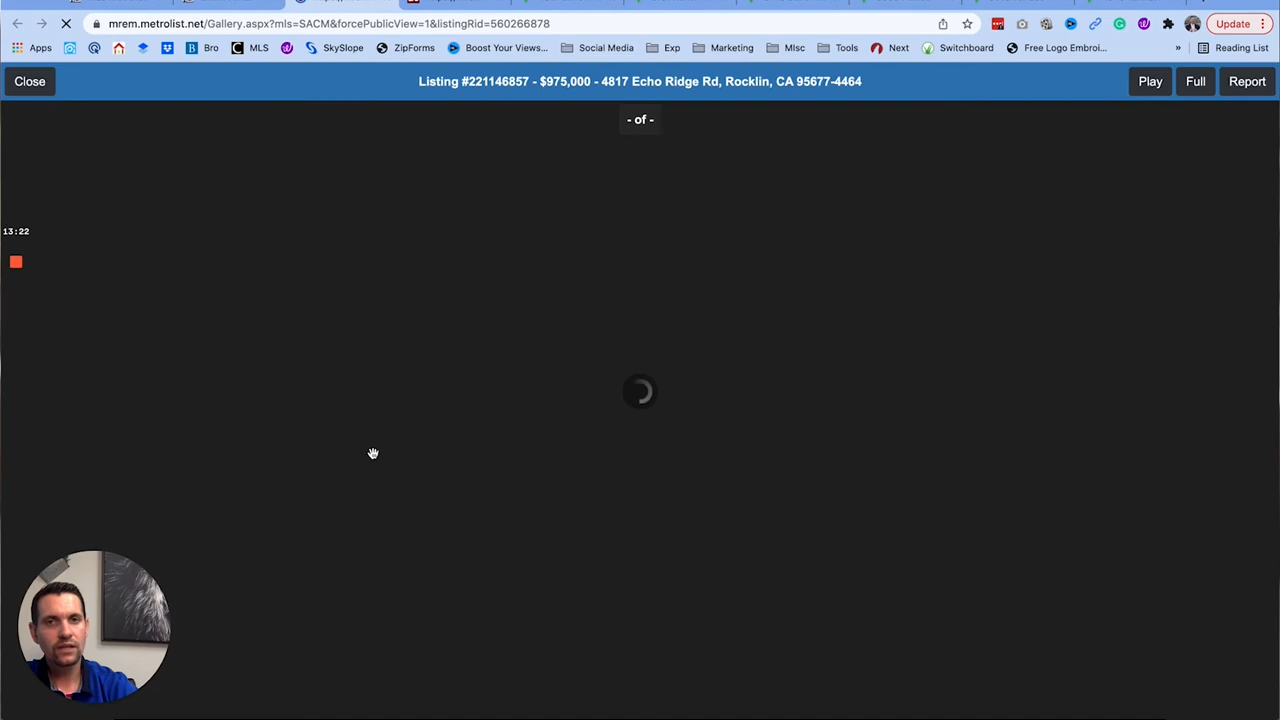 mrem.metrolist.net/Gallery.aspx?mls=SACM&forcePublicView=1&listingRid=560266878
Update
Apps
Bro
MLS
SkySlope
ZipForms
Boost Your Views...
Social Media
Exp
Marketing
MIsc
Tools
Next
Switchboard
Free Logo Embroi...
»
Reading List
Close
Listing #221146857 - $975,000 - 4817 Echo Ridge Rd, Rocklin, CA 95677-4464
Play
Full
Report
- of -
13:22